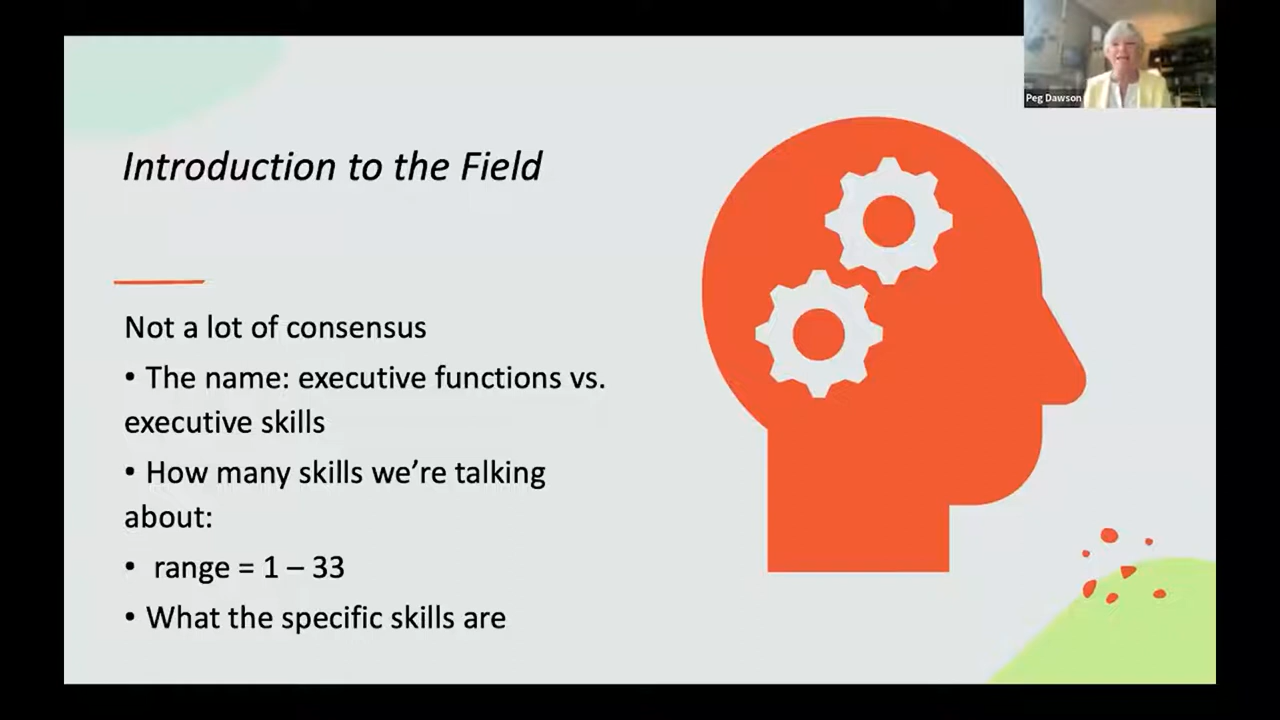 Peg Dawson
Introduction to the Field
Not a lot of consensus
• The name: executive functions vs.
executive skills
• How many skills we’re talking
about:
• range = 1 – 33
• What the specific skills are